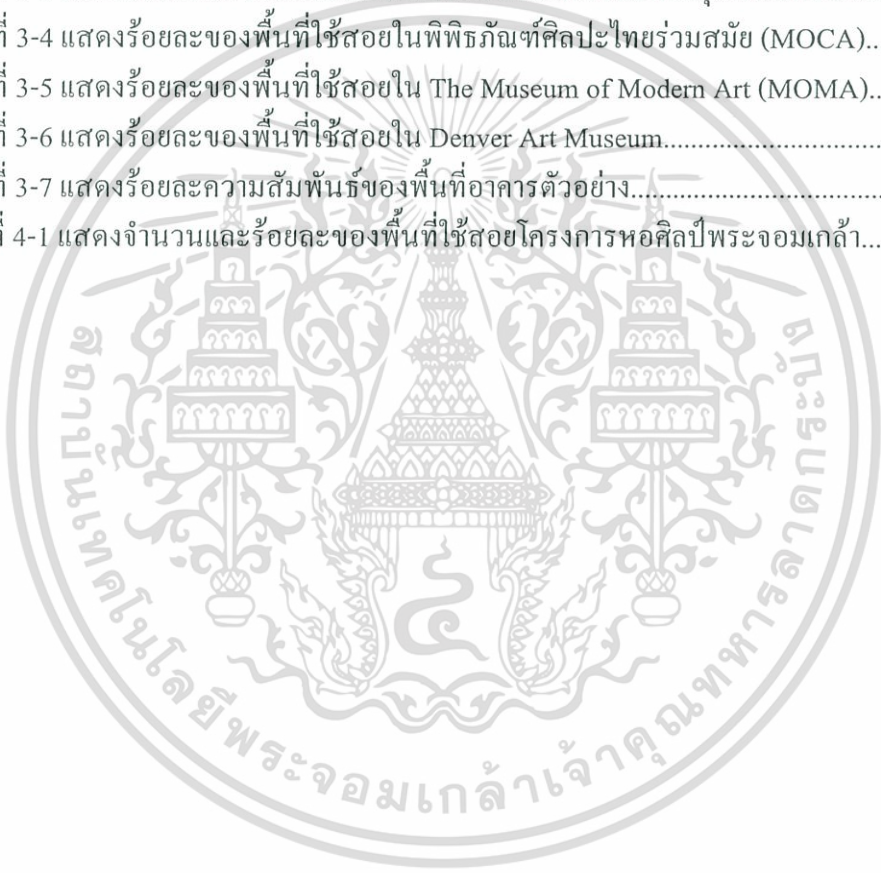 ที่ 3-4 แสดงร้อยละของพื้นที่ใช้สอยในพิพิธภัณฑ์ศิลปะไทยร่วมสมัย (MOCA)..
ที่ 3-5 แสดงร้อยละของพื้นที่ใช้สอยใน The Museum of Modern Art (MOMA)..
ที่ 3-6 แสดงร้อยละของพื้นที่ใช้สอยใน Denver Art Museum................................
ที่ 3-7 แสดงร้อยละความสัมพันธ์ของพื้นที่อาคารตัวอย่าง.....................................
ที่ 4-1 แสดงจำนวนและร้อยละของพื้นที่ใช้สอยโครงการหอศิลป์พระจอมเกล้า...
สถาบันเทคโนโลยีพระจอมเกล้าเจ้าคุณทหารลาดกระบัง
๔